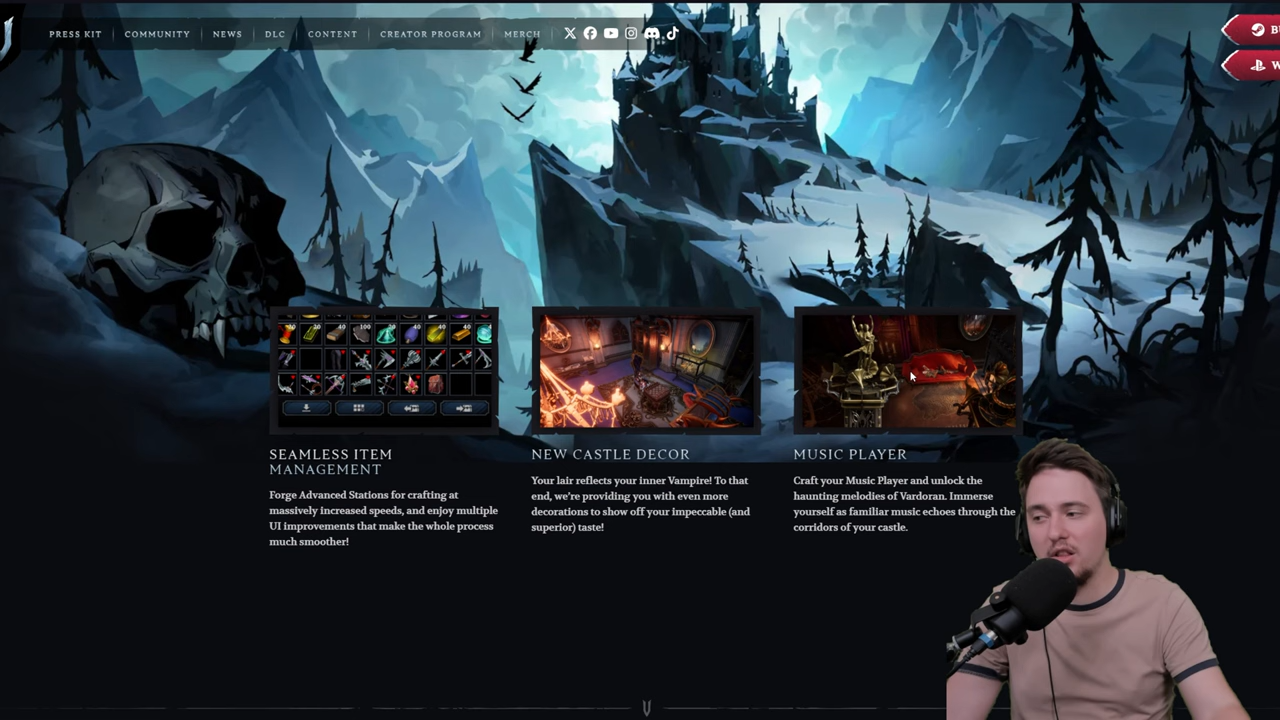 PRESS KIT
COMMUNITY
NEWS
DLC
CONTENT
CREATOR PROGRAM
MERCH
SEAMLESS ITEM
MANAGEMENT
Forge Advanced Stations for crafting at
massively increased speeds, and enjoy multiple
UI improvements that make the whole process
much smoother!
NEW CASTLE DECOR
Your lair reflects your inner Vampire! To that
end, we're providing you with even more
decorations to show off your impeccable (and
superior) taste!
MUSIC PLAYER
Craft your Music Player and unlock the
haunting melodies of Vardoran. Immerse
yourself as familiar music echoes through the
corridors of your castle.